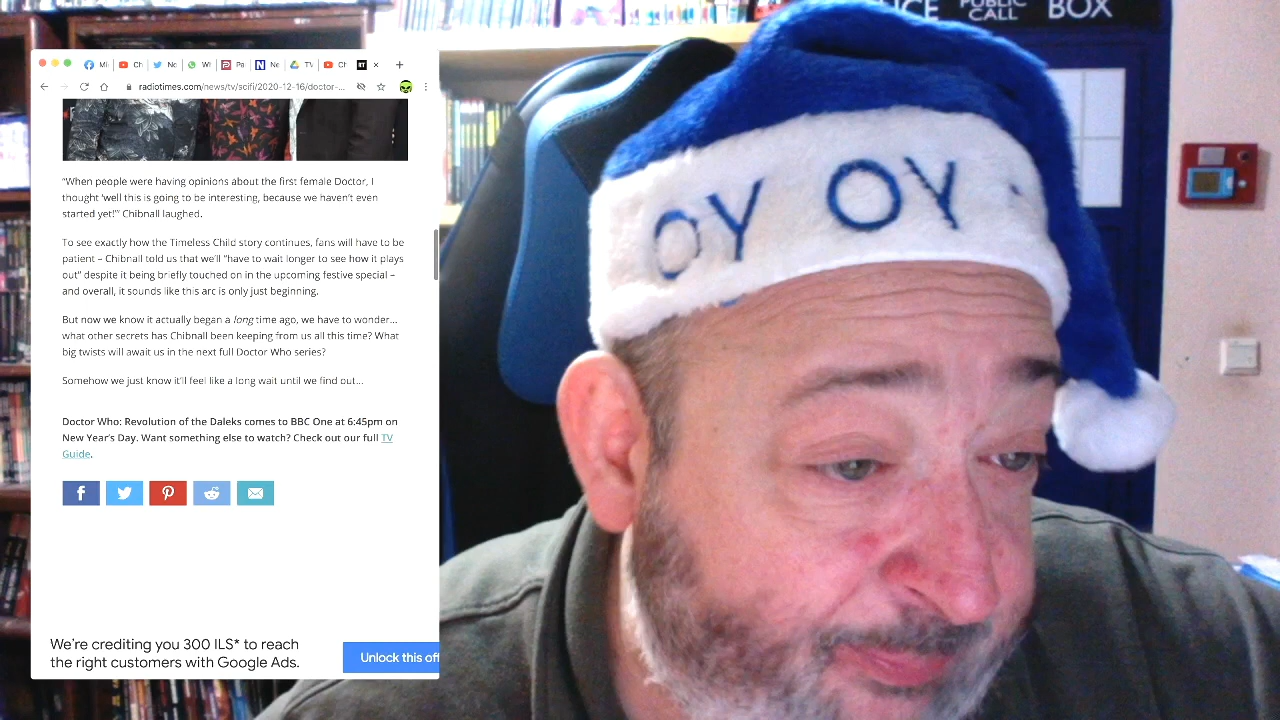 PUBLIC
CALL
BOX
OY OY
radiotimes.com/news/tv/scifi/2020-12-16/doctor-...
"When people were having opinions about the first female Doctor, I
thought 'well this is going to be interesting, because we haven't even
started yet!'" Chibnall laughed.
To see exactly how the Timeless Child story continues, fans will have to be
patient – Chibnall told us that we'll "have to wait longer to see how it plays
out" despite it being briefly touched on in the upcoming festive special –
and overall, it sounds like this arc is only just beginning.
But now we know it actually began a long time ago, we have to wonder...
what other secrets has Chibnall been keeping from us all this time? What
big twists will await us in the next full Doctor Who series?
Somehow we just know it'll feel like a long wait until we find out...
Doctor Who: Revolution of the Daleks comes to BBC One at 6:45pm on
New Year's Day. Want something else to watch? Check out our full TV
Guide.
We're crediting you 300 ILS* to reach
the right customers with Google Ads.
Unlock this off